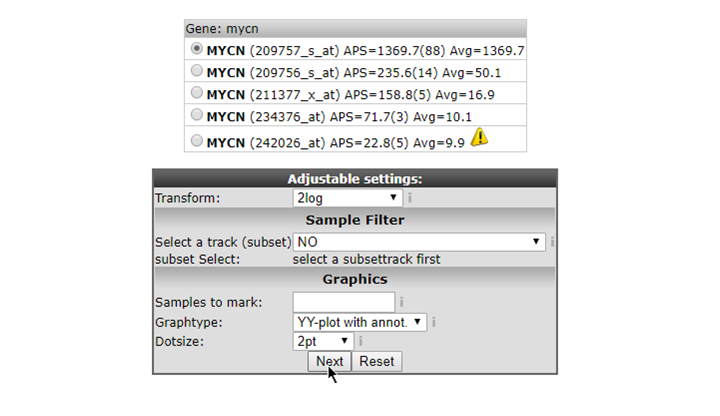 Gene: mycn
MYCN (209757_s_at) APS=1369.7(88) Avg=1369.7
MYCN (209756_s_at) APS=235.6(14) Avg=50.1
MYCN (211377_x_at) APS=158.8(5) Avg=16.9
MYCN (234376_at) APS=71.7(3) Avg=10.1
MYCN (242026_at) APS=22.8(5) Avg=9.9
Adjustable settings:
Transform: 2log
Sample Filter
Select a track (subset) NO
subset Select: select a subsettrack first
Graphics
Samples to mark:
Graphtype: YY-plot with annot.
Dotsize: 2pt
Next Reset